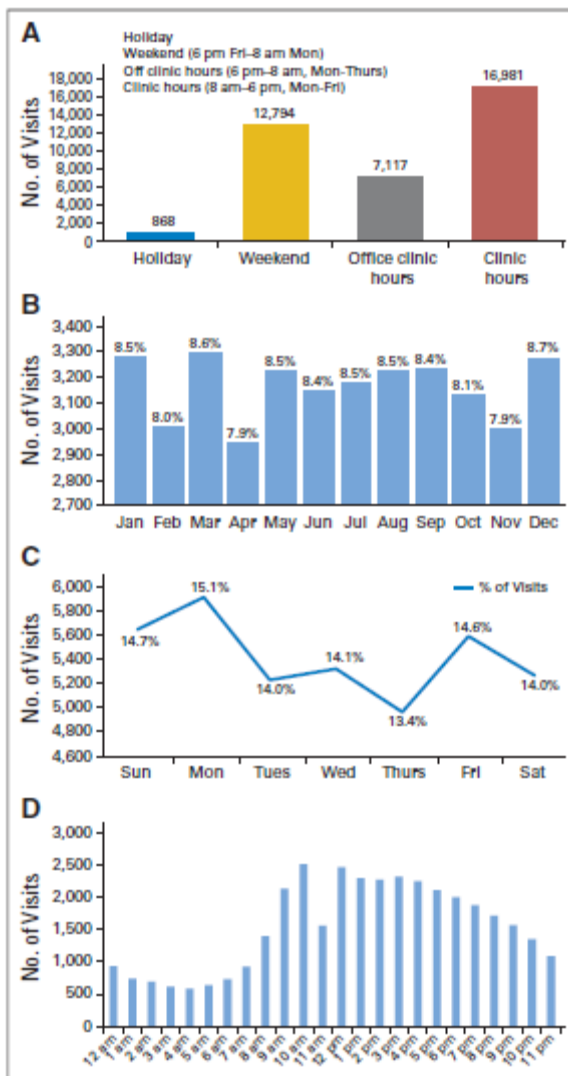 A
Holiday
Weekend (6 pm Fri–8 am Mon)
Off clinic hours (6 pm–8 am, Mon-Thurs)
Clinic hours (8 am–6 pm, Mon-Fri)
No. of Visits
18,000
16,000
14,000
12,000
10,000
8,000
6,000
4,000
2,000
0
868
12,794
7,117
16,981
Holiday Weekend Office clinic hours Clinic hours
B
No. of Visits
3,400
3,300
3,200
3,100
3,000
2,900
2,800
2,700
8.5% 8.0% 8.6% 7.9% 8.5% 8.4% 8.5% 8.5% 8.4% 8.1% 7.9% 8.7%
Jan Feb Mar Apr May Jun Jul Aug Sep Oct Nov Dec
C
No. of Visits
6,000
5,800
5,600
5,400
5,200
5,000
4,800
4,600
% of Visits
14.7% 15.1% 14.0% 14.1% 13.4% 14.6% 14.0%
Sun Mon Tues Wed Thurs Fri Sat
D
No. of Visits
3,000
2,500
2,000
1,500
1,000
500
0
12 am 1 am 2 am 3 am 4 am 5 am 6 am 7 am 8 am 9 am 10 am 11 am 12 pm 1 pm 2 pm 3 pm 4 pm 5 pm 6 pm 7 pm 8 pm 9 pm 10 pm 11 pm